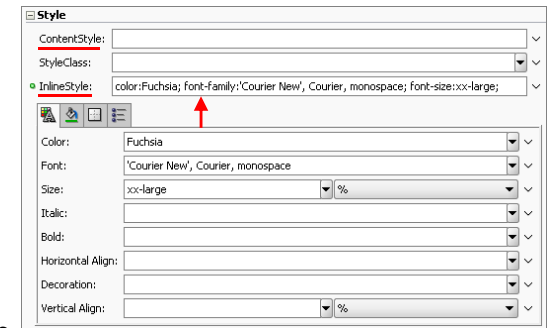 Style
ContentStyle:
StyleClass:
InlineStyle: color:Fuchsia; font-family:'Courier New', Courier, monospace; font-size:xx-large;
Color: Fuchsia
Font: 'Courier New', Courier, monospace
Size: xx-large %
Italic:
Bold:
Horizontal Align:
Decoration:
Vertical Align: %